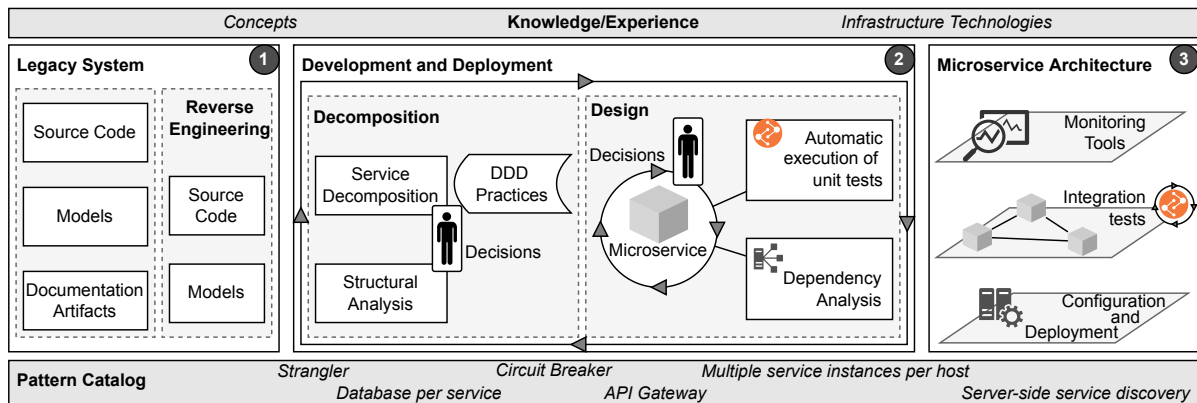 Concepts
Knowledge/Experience
Infrastructure Technologies
Legacy System
1
Source Code
Models
Documentation
Artifacts
Reverse
Engineering
Source
Code
Models
Development and Deployment
2
Decomposition
Service
Decomposition
DDD
Practices
Decisions
Structural
Analysis
Design
Decisions
Microservice
Automatic
execution of
unit tests
Dependency
Analysis
Microservice Architecture
3
Monitoring
Tools
Integration
tests
Configuration
and
Deployment
Pattern Catalog
Strangler
Circuit Breaker
Multiple service instances per host
Database per service
API Gateway
Server-side service discovery